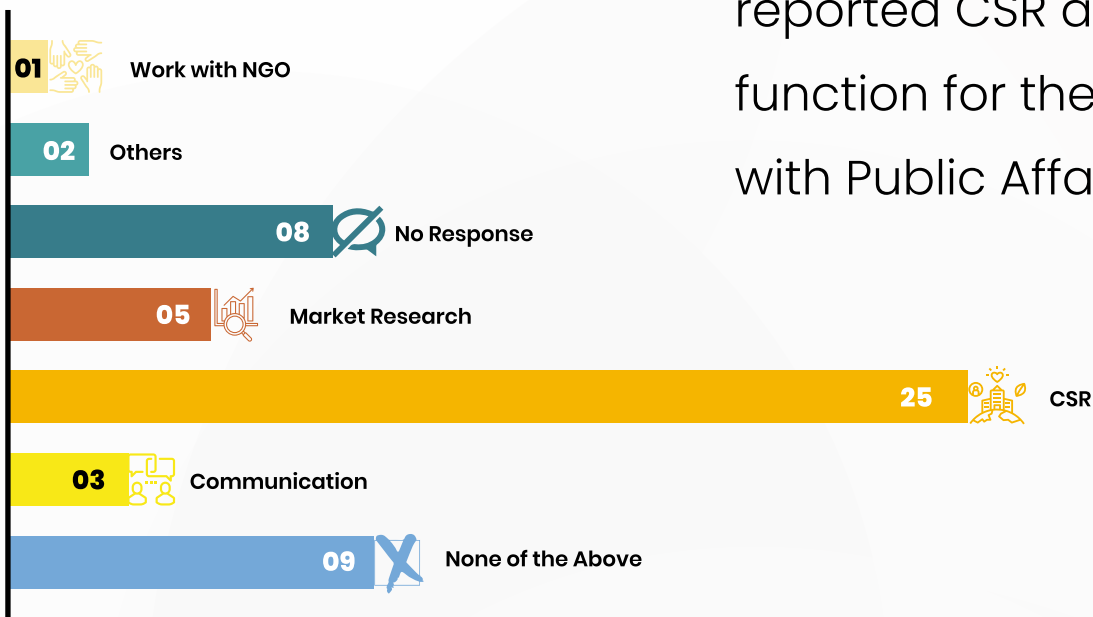 01 Work with NGO
02 Others
08 No Response
05 Market Research
25 CSR
03 Communication
09 None of the Above
reported CSR a
function for the
with Public Affa